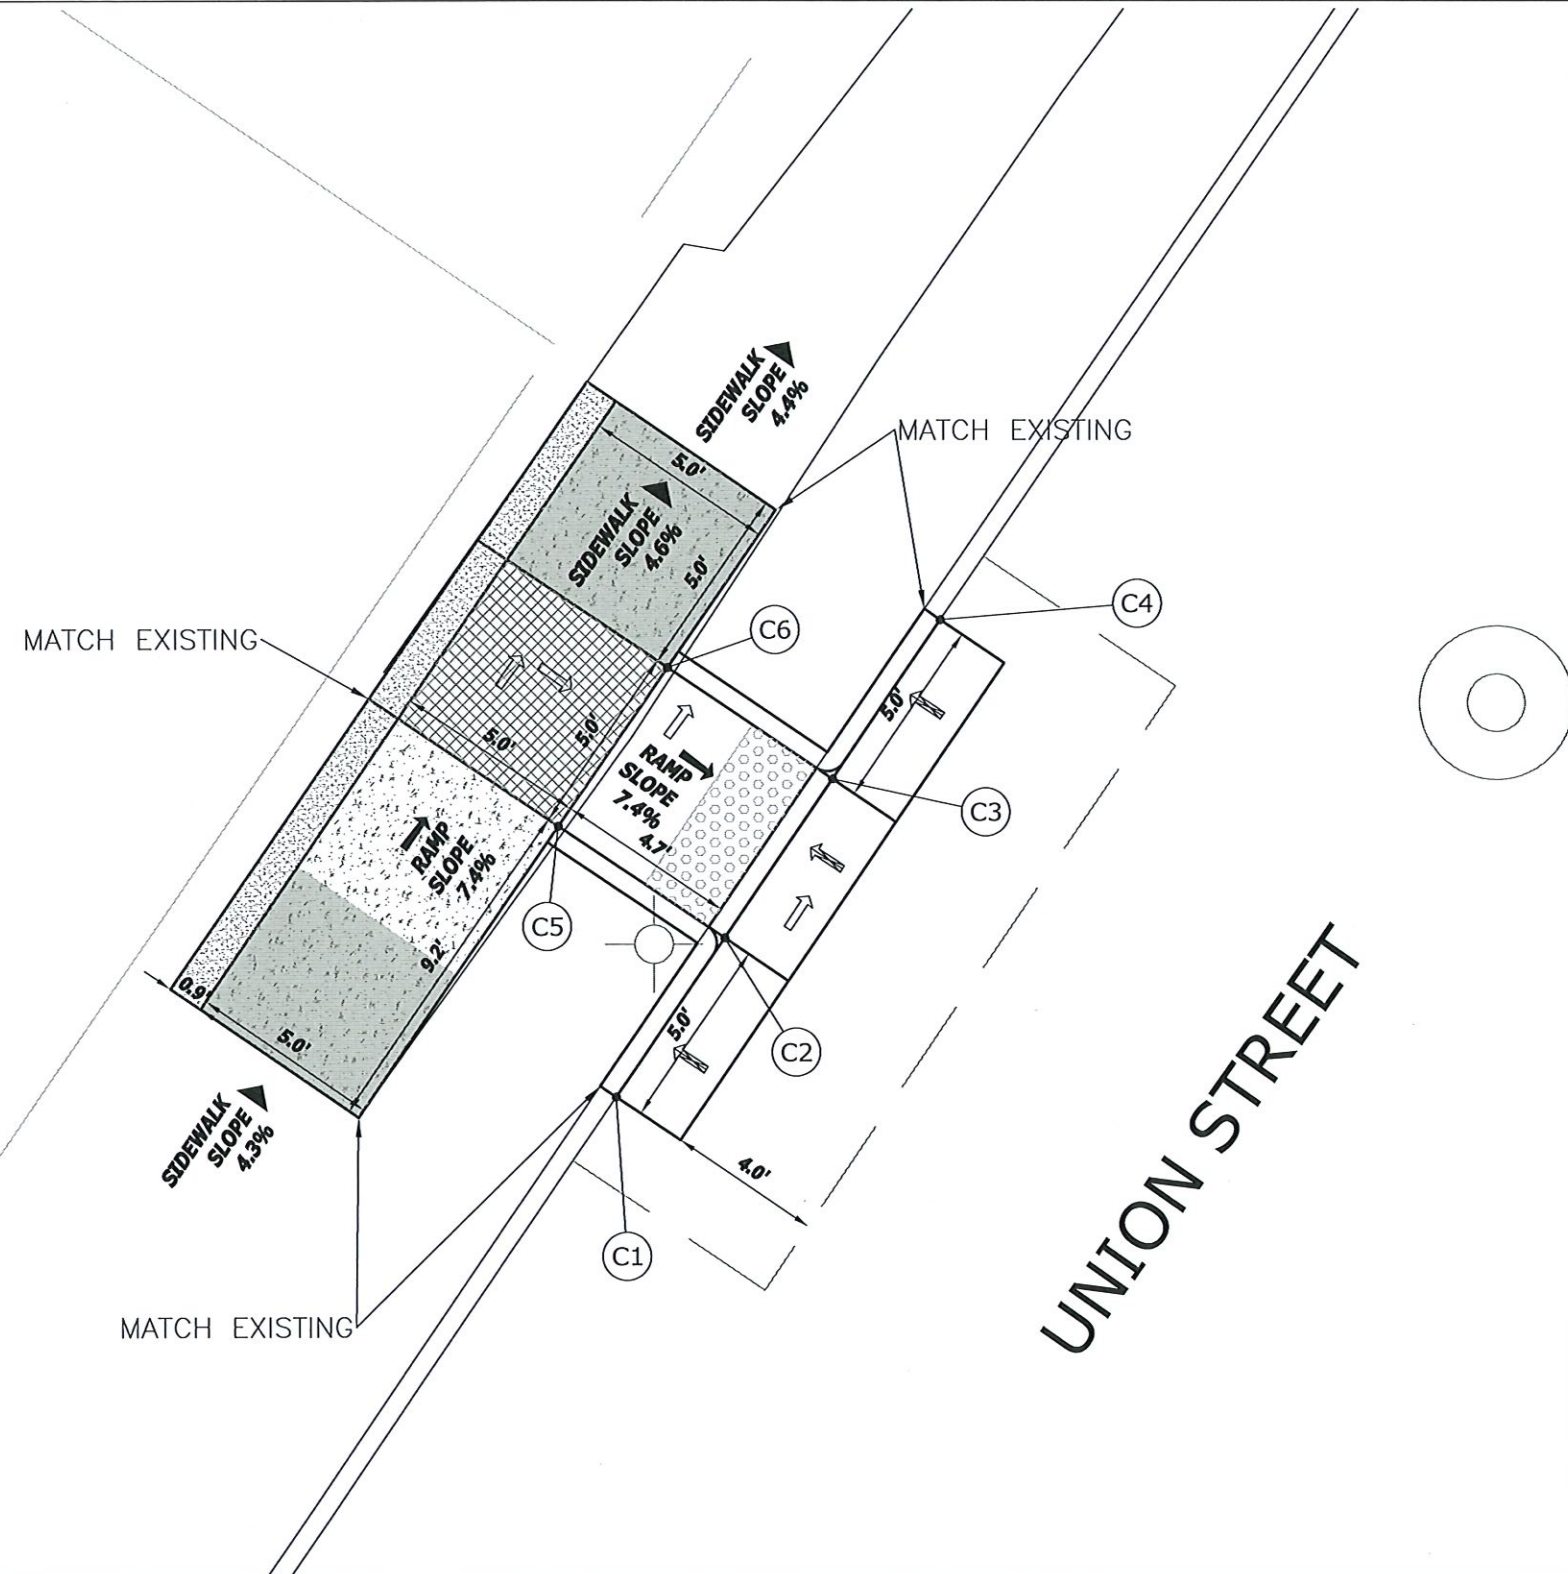 SIDEWALK
SLOPE
4.4%
MATCH EXISTING
5.0'
SIDEWALK
SLOPE
4.6%
5.0'
C4
C6
MATCH EXISTING
5.0'
5.0'
5.0'
RAMP
SLOPE
7.4%
4.7'
C3
RAMP
SLOPE
7.4%
C5
9.2'
0.9'
5.0'
5.0'
C2
SIDEWALK
SLOPE
4.3%
4.0'
C1
MATCH EXISTING
UNION STREET